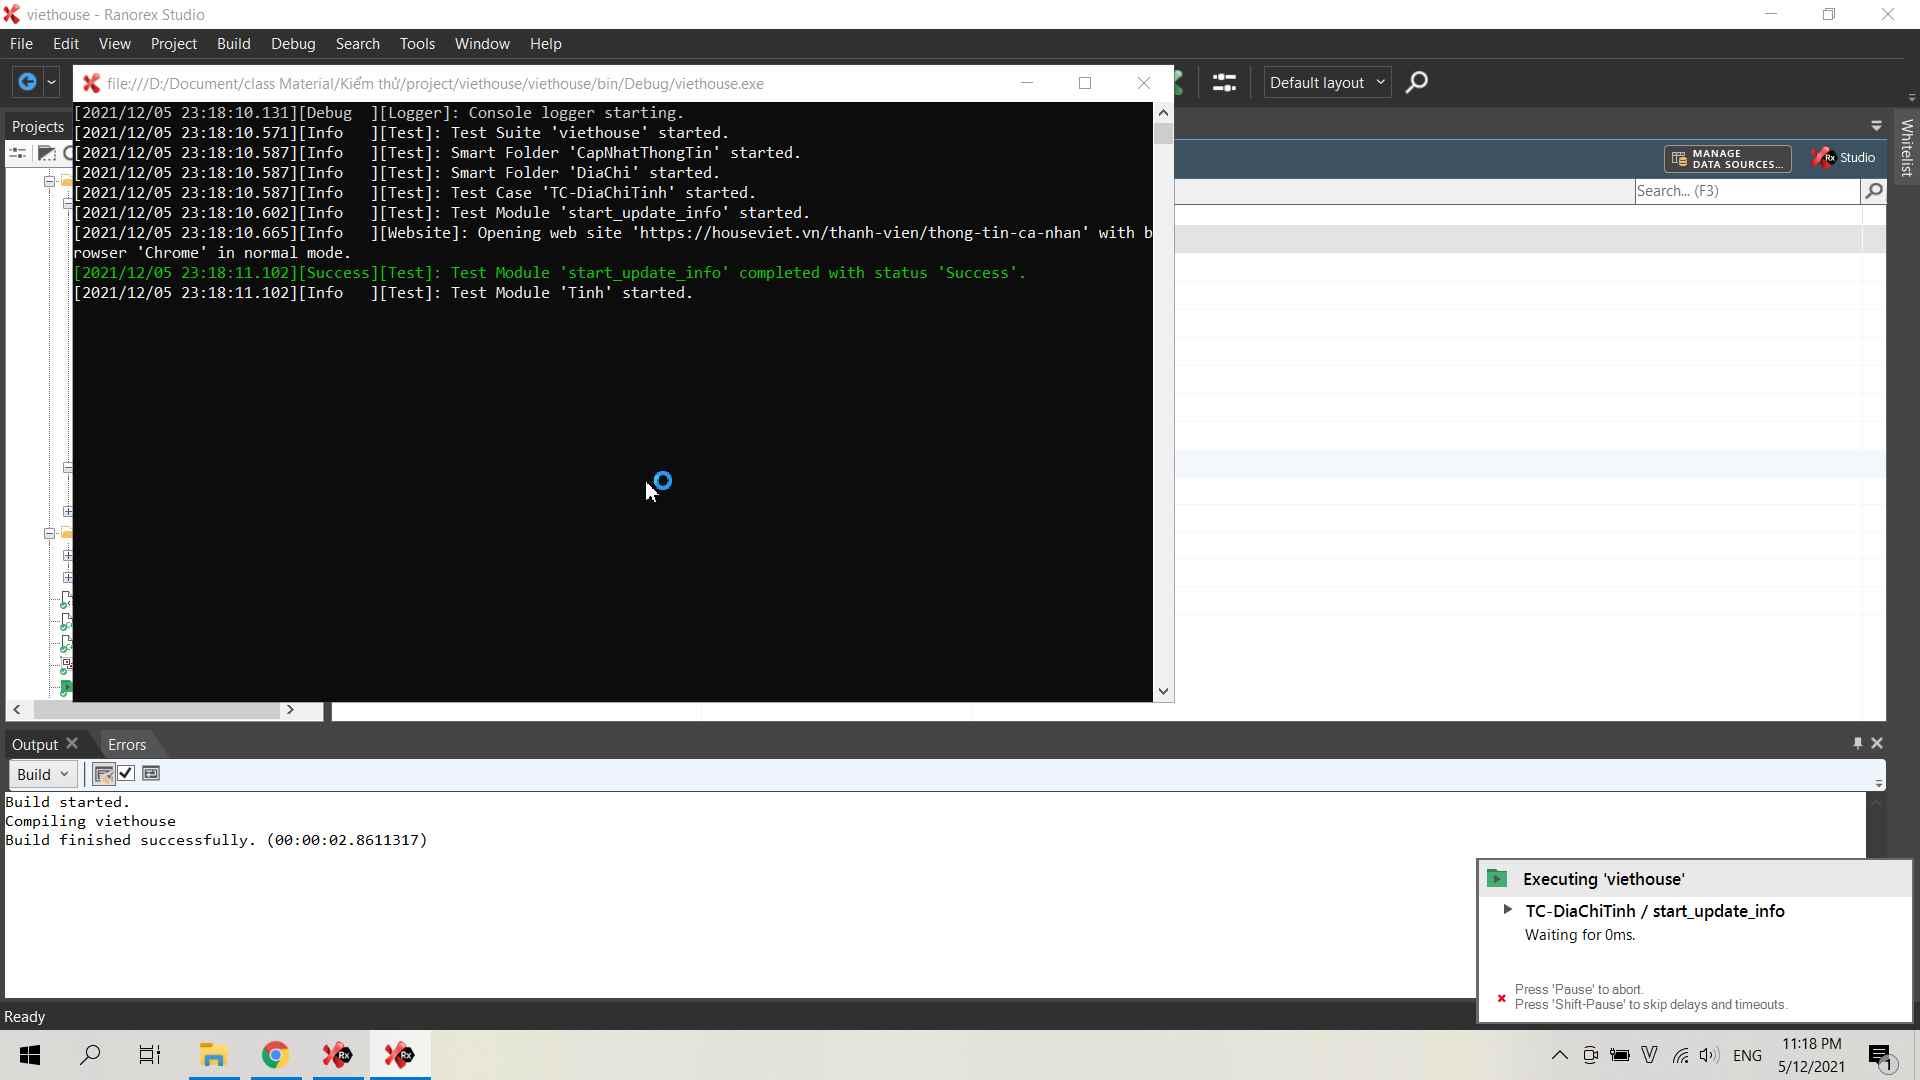 viethouse - Ranorex Studio
File Edit View Project Build Debug Search Tools Window Help
file:///D:/Document/class Material/Kiểm thử/project/viethouse/viethouse/bin/Debug/viethouse.exe
Default layout
Projects
[2021/12/05 23:18:10.131][Debug  ][Logger]: Console logger starting.
[2021/12/05 23:18:10.571][Info   ][Test]: Test Suite 'viethouse' started.
[2021/12/05 23:18:10.587][Info   ][Test]: Smart Folder 'CapNhatThongTin' started.
[2021/12/05 23:18:10.587][Info   ][Test]: Smart Folder 'DiaChi' started.
[2021/12/05 23:18:10.587][Info   ][Test]: Test Case 'TC-DiaChiTinh' started.
[2021/12/05 23:18:10.602][Info   ][Test]: Test Module 'start_update_info' started.
[2021/12/05 23:18:10.665][Info   ][Website]: Opening web site 'https://houseviet.vn/thanh-vien/thong-tin-ca-nhan' with b
rowser 'Chrome' in normal mode.
[2021/12/05 23:18:11.102][Success][Test]: Test Module 'start_update_info' completed with status 'Success'.
[2021/12/05 23:18:11.102][Info   ][Test]: Test Module 'Tinh' started.
MANAGE
DATA SOURCES...
Rx Studio
Search... (F3)
Whitelist
Output
Errors
Build
Build started.
Compiling viethouse
Build finished successfully. (00:00:02.8611317)
Executing 'viethouse'
TC-DiaChiTinh / start_update_info
Waiting for 0ms.
Press 'Pause' to abort.
Press 'Shift-Pause' to skip delays and timeouts.
Ready
Rx
Rx
V
ENG
11:18 PM
5/12/2021
1